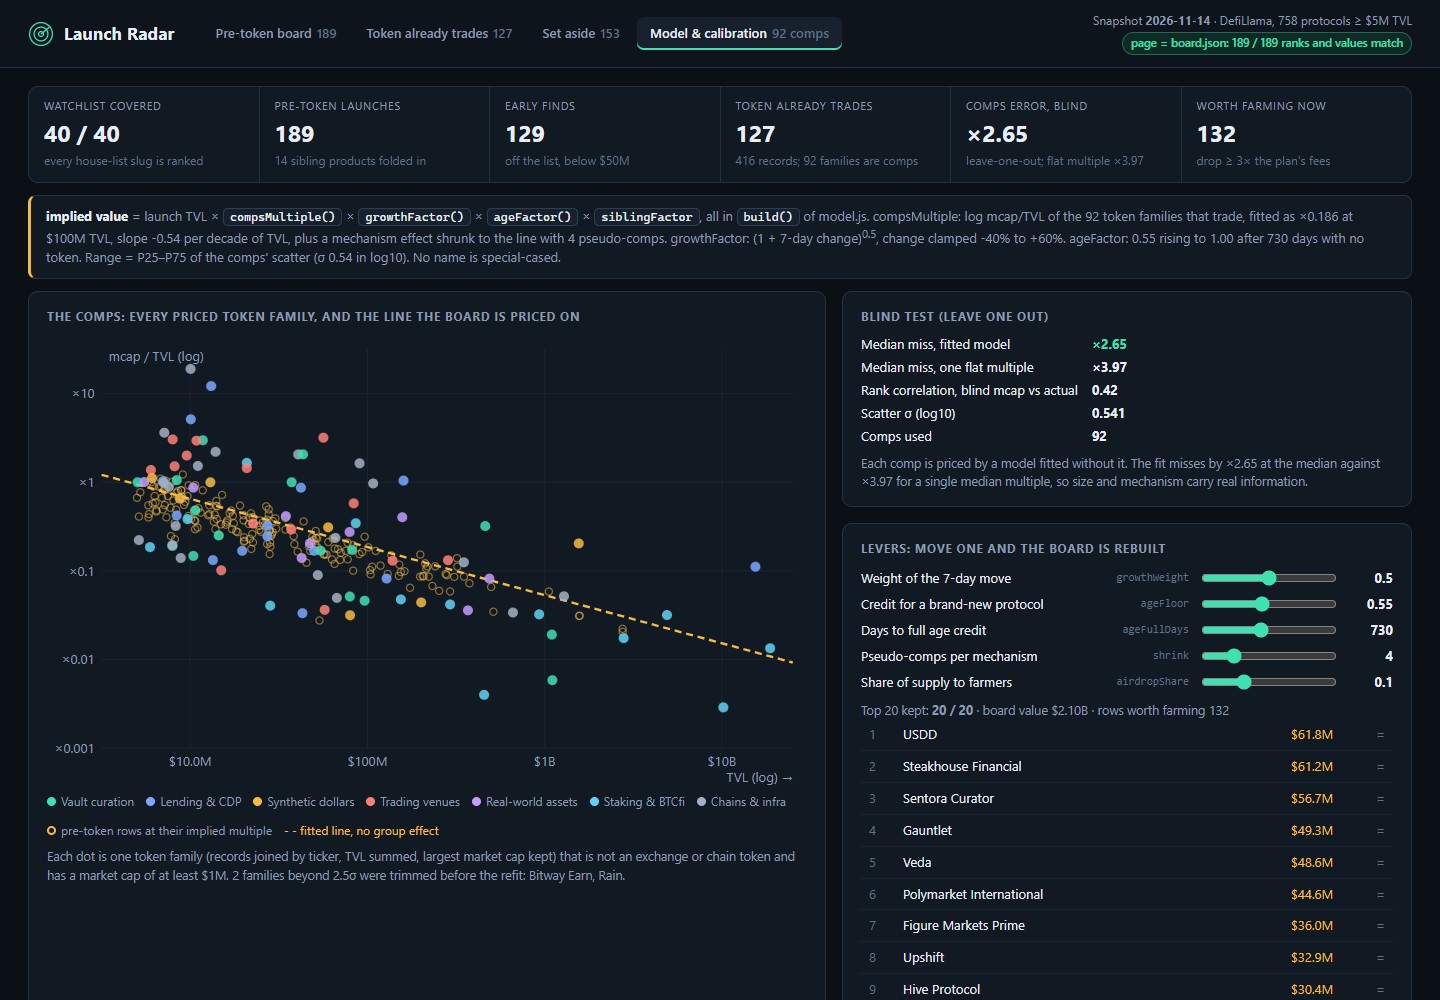 Launch Radar
Pre-token board 189
Token already trades 127
Set aside 153
Model & calibration 92 comps
Snapshot 2026-11-14 · DefiLlama, 758 protocols ≥ $5M TVL
page = board.json: 189 / 189 ranks and values match
WATCHLIST COVERED
40 / 40
every house-list slug is ranked
PRE-TOKEN LAUNCHES
189
14 sibling products folded in
EARLY FINDS
129
off the list, below $50M
TOKEN ALREADY TRADES
127
416 records; 92 families are comps
COMPS ERROR, BLIND
×2.65
leave-one-out; flat multiple ×3.97
WORTH FARMING NOW
132
drop ≥ 3× the plan's fees
implied value = launch TVL × compsMultiple() × growthFactor() × ageFactor() × siblingFactor, all in build() of model.js. compsMultiple: log mcap/TVL of the 92 token families that trade, fitted as ×0.186 at
$100M TVL, slope -0.54 per decade of TVL, plus a mechanism effect shrunk to the line with 4 pseudo-comps. growthFactor: (1 + 7-day change)0.5, change clamped -40% to +60%. ageFactor: 0.55 rising to 1.00 after 730 days with no
token. Range = P25–P75 of the comps' scatter (σ 0.54 in log10). No name is special-cased.
THE COMPS: EVERY PRICED TOKEN FAMILY, AND THE LINE THE BOARD IS PRICED ON
mcap / TVL (log)
×10
×1
×0.1
×0.01
×0.001
$10.0M
$100M
$1B
$10B
TVL (log) →
Vault curation
Lending & CDP
Synthetic dollars
Trading venues
Real-world assets
Staking & BTCfi
Chains & infra
pre-token rows at their implied multiple
- - fitted line, no group effect
Each dot is one token family (records joined by ticker, TVL summed, largest market cap kept) that is not an exchange or chain token and
has a market cap of at least $1M. 2 families beyond 2.5σ were trimmed before the refit: Bitway Earn, Rain.
BLIND TEST (LEAVE ONE OUT)
Median miss, fitted model ×2.65
Median miss, one flat multiple ×3.97
Rank correlation, blind mcap vs actual 0.42
Scatter σ (log10) 0.541
Comps used 92
Each comp is priced by a model fitted without it. The fit misses by ×2.65 at the median against
×3.97 for a single median multiple, so size and mechanism carry real information.
LEVERS: MOVE ONE AND THE BOARD IS REBUILT
Weight of the 7-day move growthWeight 0.5
Credit for a brand-new protocol ageFloor 0.55
Days to full age credit ageFullDays 730
Pseudo-comps per mechanism shrink 4
Share of supply to farmers airdropShare 0.1
Top 20 kept: 20 / 20 · board value $2.10B · rows worth farming 132
1 USDD $61.8M =
2 Steakhouse Financial $61.2M =
3 Sentora Curator $56.7M =
4 Gauntlet $49.3M =
5 Veda $48.6M =
6 Polymarket International $44.6M =
7 Figure Markets Prime $36.0M =
8 Upshift $32.9M =
9 Hive Protocol $30.4M =